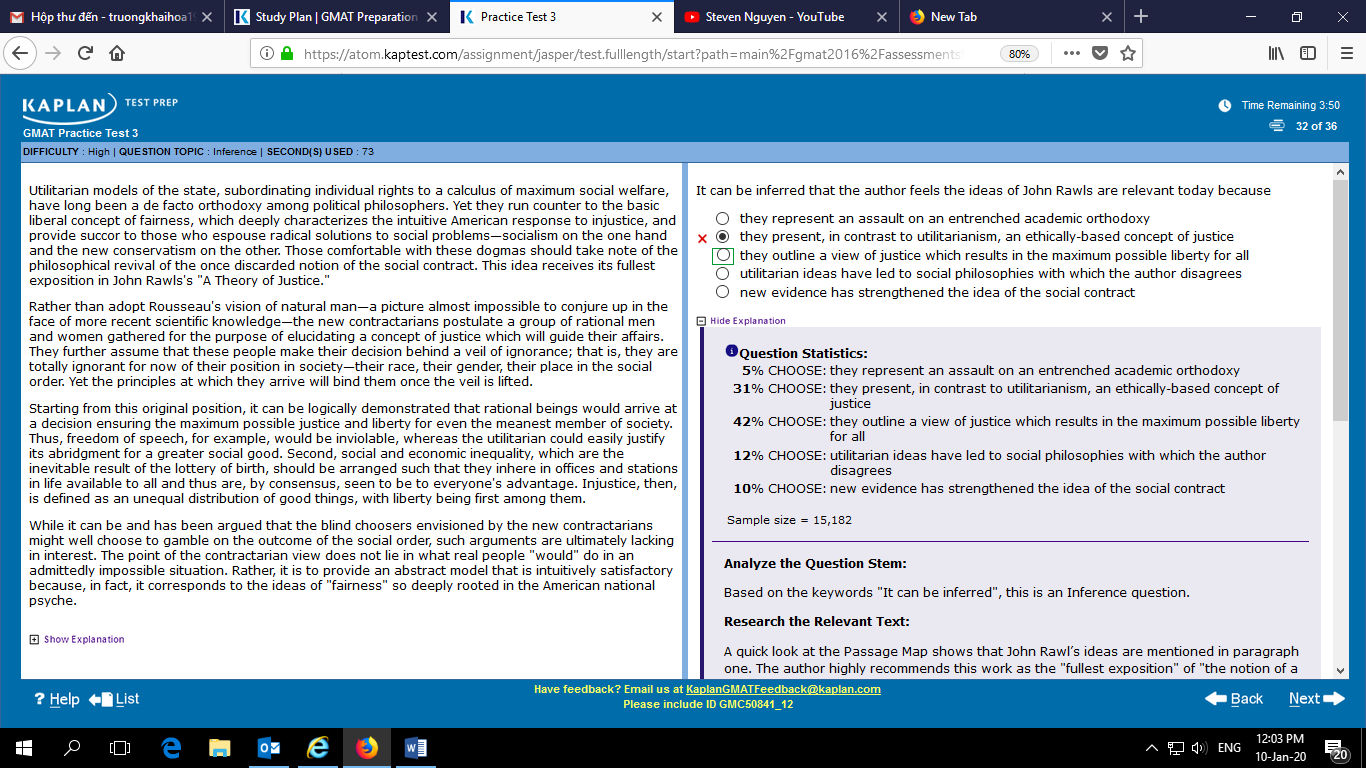 Hộp thư đến - truongkhaihoa1
Study Plan | GMAT Preparation
Practice Test 3
Steven Nguyen - YouTube
New Tab
https://atom.kaptest.com/assignment/jasper/test.fulllength/start?path=main%2Fgmat2016%2Fassessments
80%
KAPLAN TEST PREP
GMAT Practice Test 3
Time Remaining 3:50
32 of 36
DIFFICULTY : High | QUESTION TOPIC : Inference | SECOND(S) USED : 73
Utilitarian models of the state, subordinating individual rights to a calculus of maximum social welfare,
have long been a de facto orthodoxy among political philosophers. Yet they run counter to the basic
liberal concept of fairness, which deeply characterizes the intuitive American response to injustice, and
provide succor to those who espouse radical solutions to social problems—socialism on the one hand
and the new conservatism on the other. Those comfortable with these dogmas should take note of the
philosophical revival of the once discarded notion of the social contract. This idea receives its fullest
exposition in John Rawls's "A Theory of Justice."
Rather than adopt Rousseau's vision of natural man—a picture almost impossible to conjure up in the
face of more recent scientific knowledge—the new contractarians postulate a group of rational men
and women gathered for the purpose of elucidating a concept of justice which will guide their affairs.
They further assume that these people make their decision behind a veil of ignorance; that is, they are
totally ignorant for now of their position in society—their race, their gender, their place in the social
order. Yet the principles at which they arrive will bind them once the veil is lifted.
Starting from this original position, it can be logically demonstrated that rational beings would arrive at
a decision ensuring the maximum possible justice and liberty for even the meanest member of society.
Thus, freedom of speech, for example, would be inviolable, whereas the utilitarian could easily justify
its abridgment for a greater social good. Second, social and economic inequality, which are the
inevitable result of the lottery of birth, should be arranged such that they inhere in offices and stations
in life available to all and thus are, by consensus, seen to be to everyone's advantage. Injustice, then,
is defined as an unequal distribution of good things, with liberty being first among them.
While it can be and has been argued that the blind choosers envisioned by the new contractarians
might well choose to gamble on the outcome of the social order, such arguments are ultimately lacking
in interest. The point of the contractarian view does not lie in what real people "would" do in an
admittedly impossible situation. Rather, it is to provide an abstract model that is intuitively satisfactory
because, in fact, it corresponds to the ideas of "fairness" so deeply rooted in the American national
psyche.
Show Explanation
It can be inferred that the author feels the ideas of John Rawls are relevant today because
they represent an assault on an entrenched academic orthodoxy
they present, in contrast to utilitarianism, an ethically-based concept of justice
they outline a view of justice which results in the maximum possible liberty for all
utilitarian ideas have led to social philosophies with which the author disagrees
new evidence has strengthened the idea of the social contract
Hide Explanation
Question Statistics:
5% CHOOSE: they represent an assault on an entrenched academic orthodoxy
31% CHOOSE: they present, in contrast to utilitarianism, an ethically-based concept of
justice
42% CHOOSE: they outline a view of justice which results in the maximum possible liberty
for all
12% CHOOSE: utilitarian ideas have led to social philosophies with which the author
disagrees
10% CHOOSE: new evidence has strengthened the idea of the social contract
Sample size = 15,182
Analyze the Question Stem:
Based on the keywords "It can be inferred", this is an Inference question.
Research the Relevant Text:
A quick look at the Passage Map shows that John Rawl's ideas are mentioned in paragraph
one. The author highly recommends this work as the "fullest exposition" of "the notion of a
? Help
List
Have feedback? Email us at KaplanGMATFeedback@kaplan.com
Please include ID GMC50841_12
Back
Next
ENG
12:03 PM
10-Jan-20
20